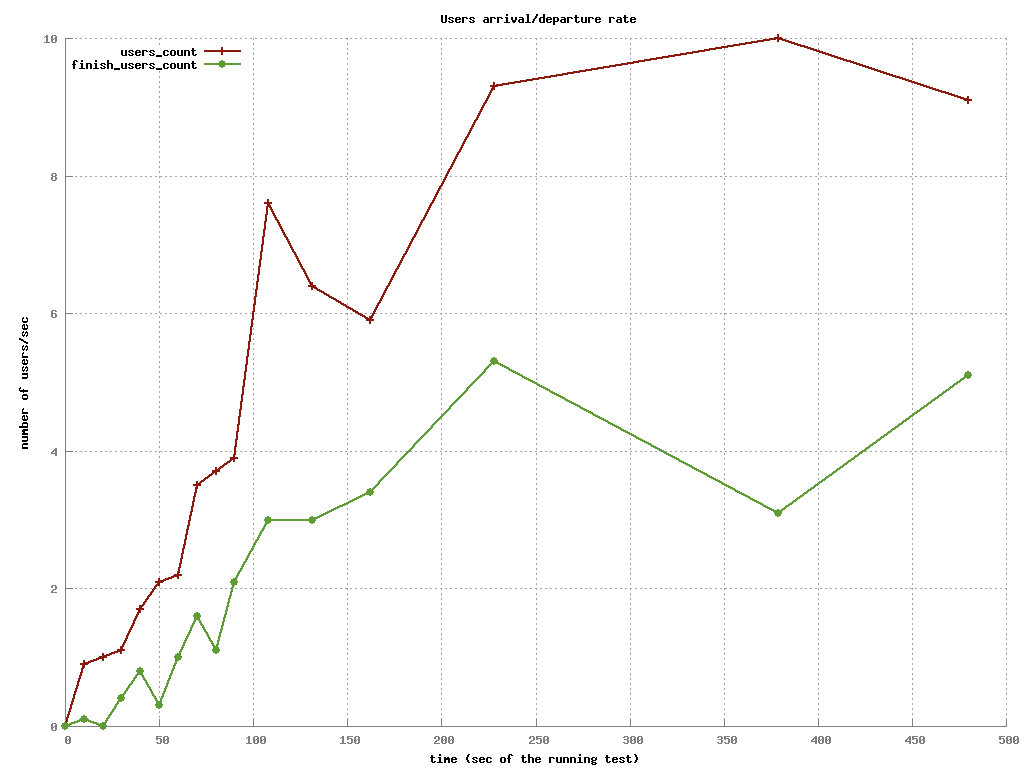 Users arrival/departure rate
users_count
finish_users_count
10
8
6
4
2
0
number of users/sec
0 50 100 150 200 250 300 350 400 450 500
time (sec of the running test)